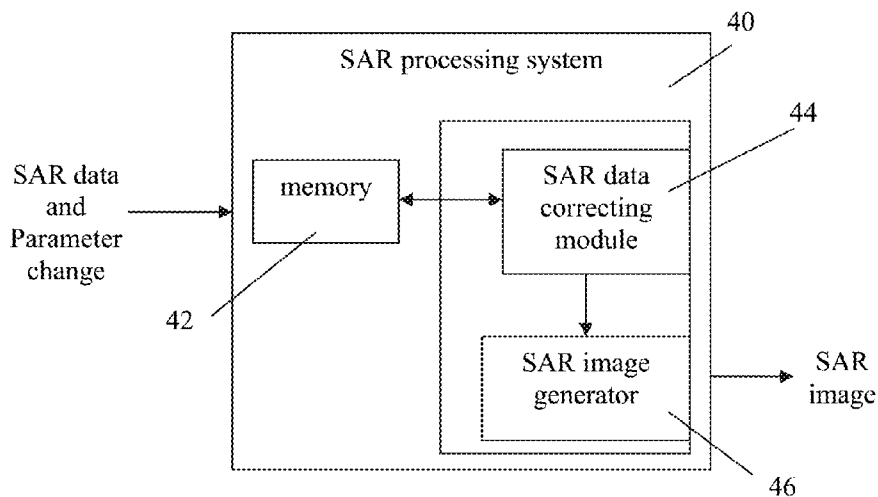 40
SAR processing system
44
SAR data
and
Parameter
change
memory
SAR data
correcting
module
42
SAR image
generator
SAR
image
46